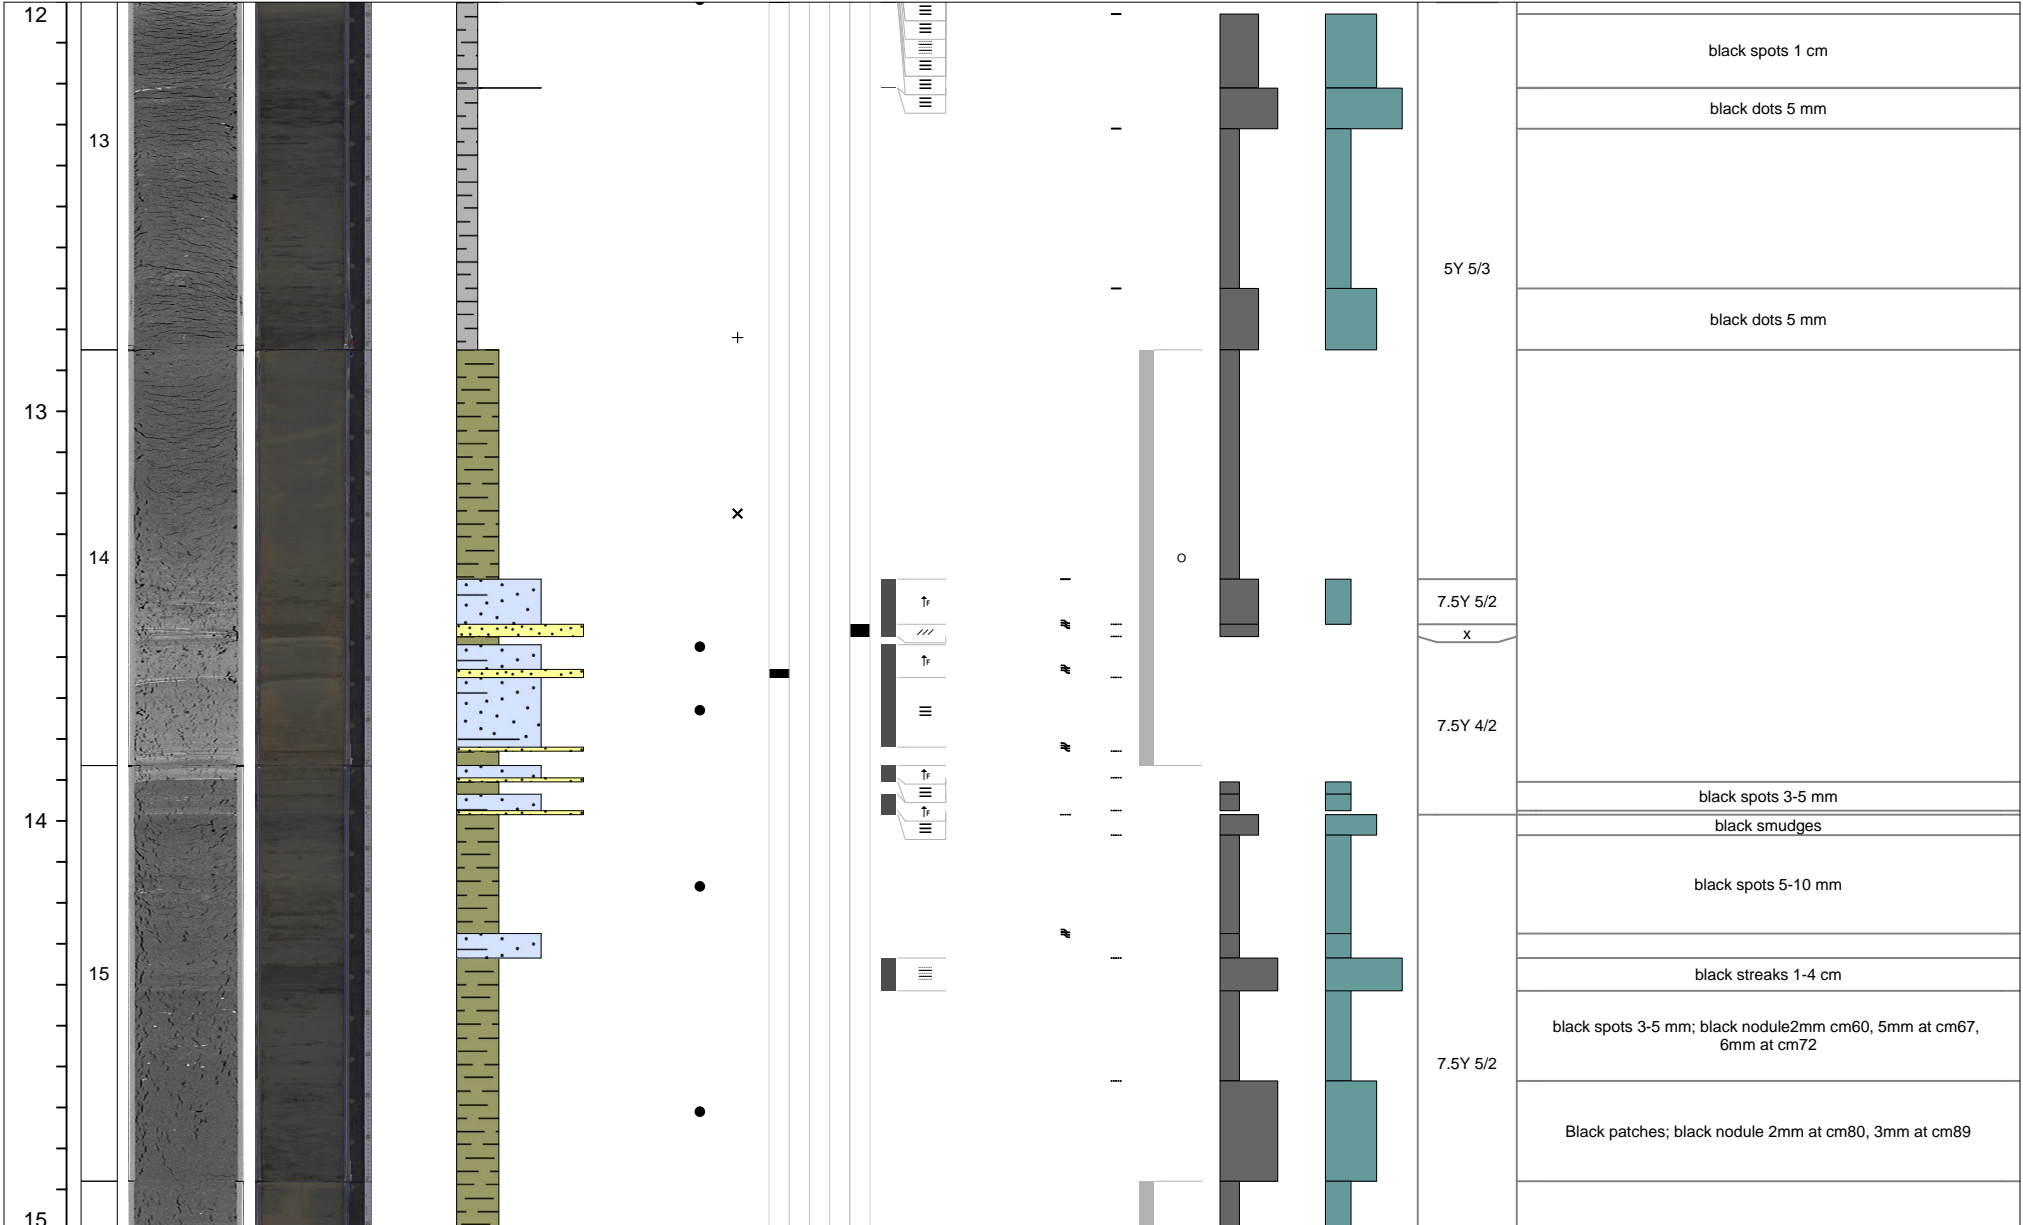 12
black spots 1 cm
black dots 5 mm
13
5Y 5/3
black dots 5 mm
+
13
x
14
o
F
7.5Y 5/2
x
F
7.5Y 4/2
F
black spots 3-5 mm
F
14
black smudges
black spots 5-10 mm
15
black streaks 1-4 cm
black spots 3-5 mm; black nodule2mm cm60, 5mm at cm67,
6mm at cm72
7.5Y 5/2
Black patches; black nodule 2mm at cm80, 3mm at cm89
15